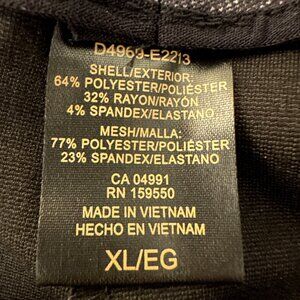 D4969-E2213
SHELL/EXTERIOR:
64% POLYESTER/POLIÉSTER
32% RAYON/RAYÓN
4% SPANDEX/ELASTANO
MESH/MALLA:
77% POLYESTER/POLIÉSTER
23% SPANDEX/ELASTANO
CA 04991
RN 159550
MADE IN VIETNAM
HECHO EN VIETNAM
XL/EG